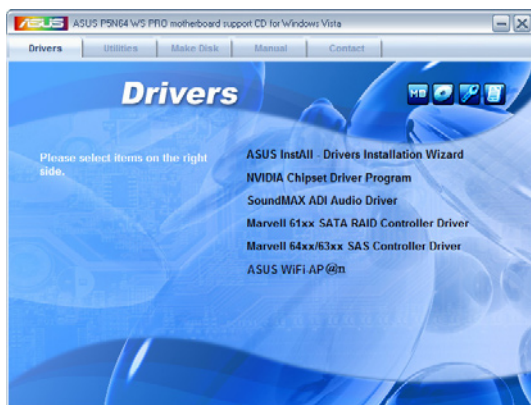 ASUS ASUS P5N64 WS PRO motherboard support CD for Windows Vista
Drivers Utilities Make Disk Manual Contact
Drivers
MB
Please select items on the right
side.
ASUS InstAll - Drivers Installation Wizard
NVIDIA Chipset Driver Program
SoundMAX ADI Audio Driver
Marvell 61xx SATA RAID Controller Driver
Marvell 64xx/63xx SAS Controller Driver
ASUS WiFi-AP @n